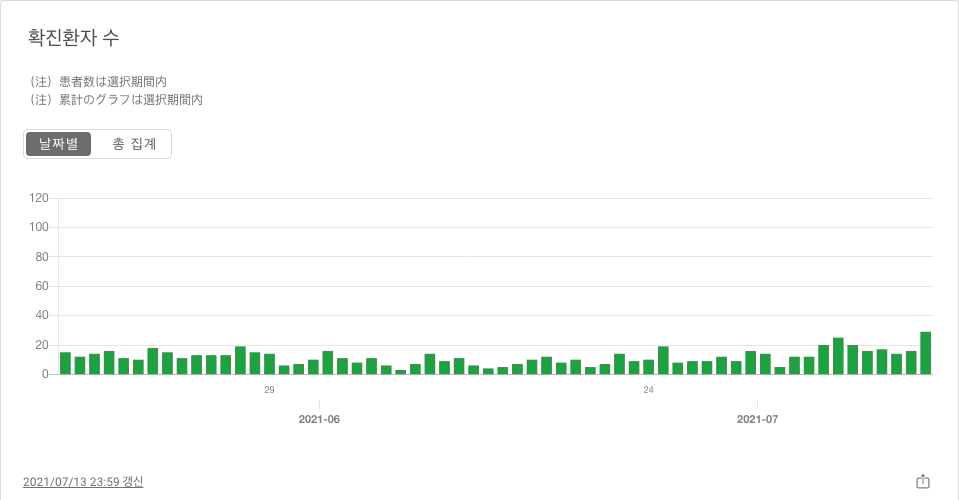 확진환자 수
（注）患者数は選択期間内
（注）累計のグラフは選択期間内
날짜별 총 집계
120
100
80
60
40
20
0
29 24
2021-06 2021-07
2021/07/13 23:59 갱신